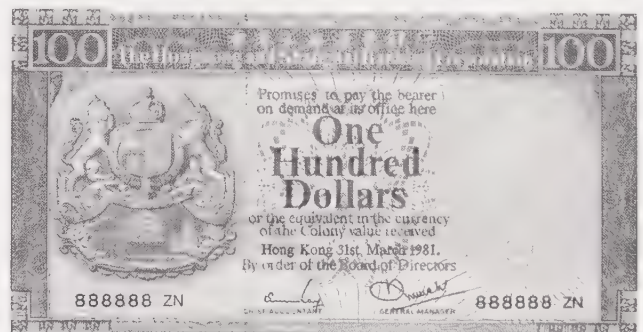 100 100
Promises to pay the bearer
on demand at its office here
One
Hundred
Dollars
or the equivalent in the currency
of the Colony value received
Hong Kong 31st March 1981.
By order of the Board of Directors
CHIEF ACCOUNTANT GENERAL MANAGER
888888 ZN 888888 ZN